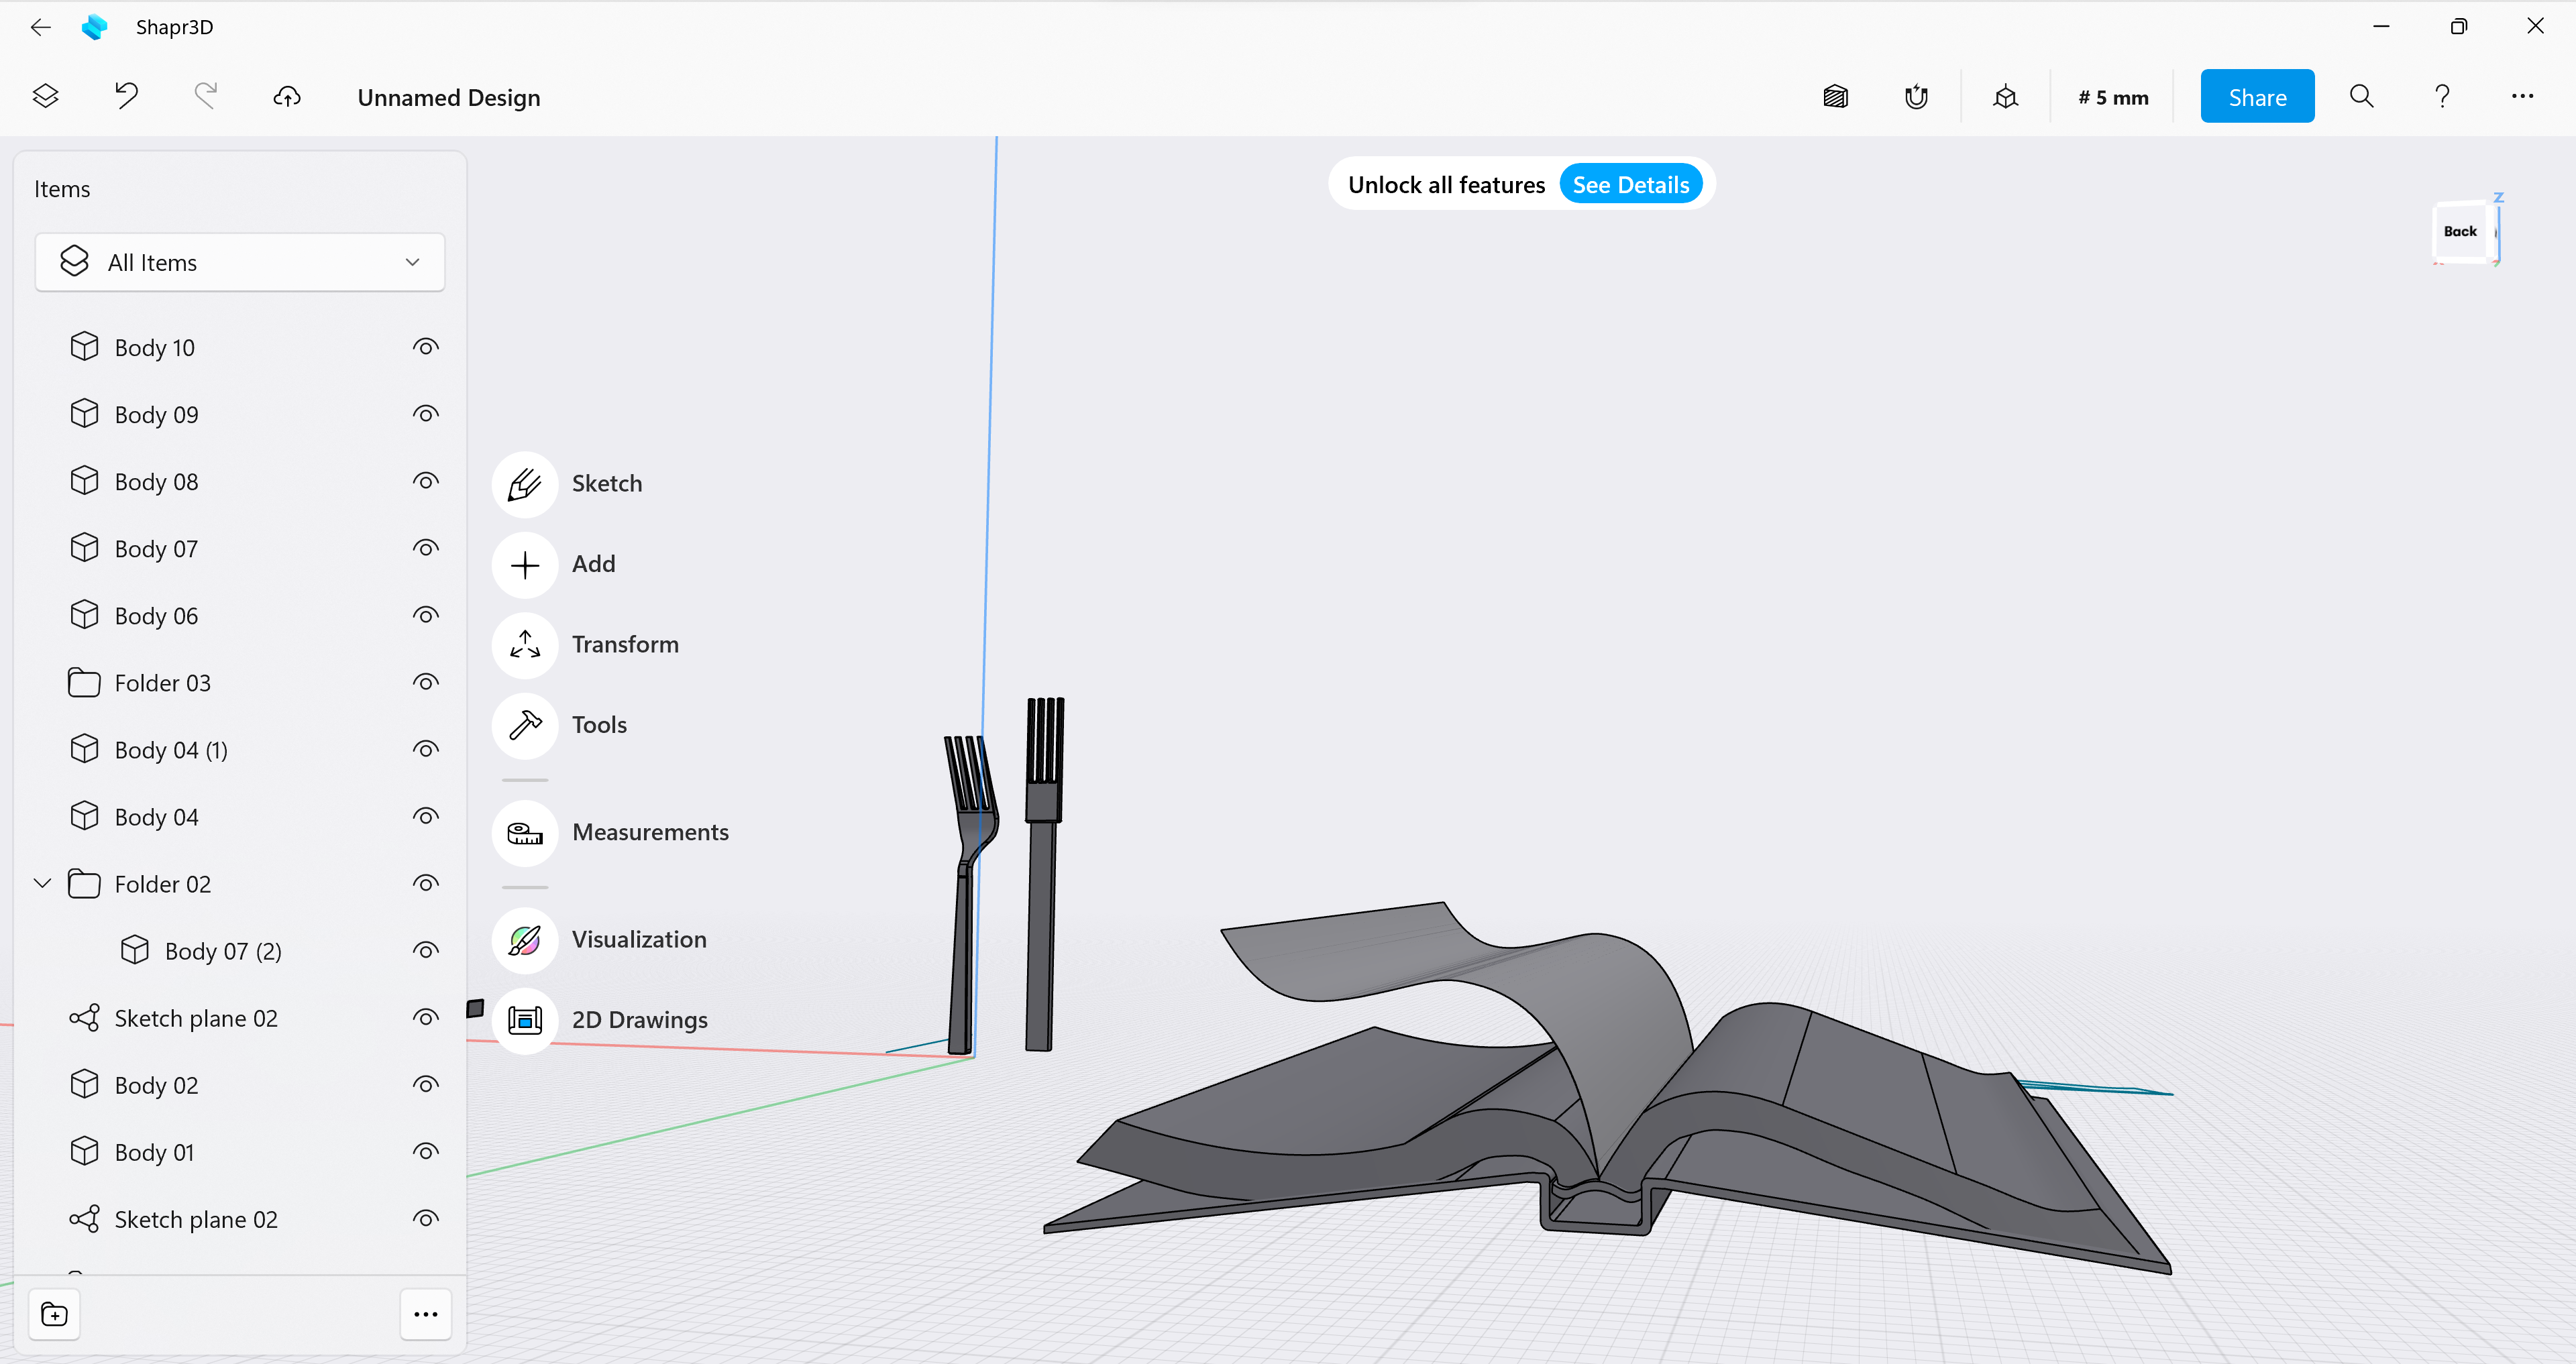 Shapr3D
Unnamed Design
# 5 mm
Share
Items
All Items
Body 10
Body 09
Body 08
Body 07
Body 06
Folder 03
Body 04 (1)
Body 04
Folder 02
Body 07 (2)
Sketch plane 02
Body 02
Body 01
Sketch plane 02
Sketch
Add
Transform
Tools
Measurements
Visualization
2D Drawings
Unlock all features See Details
Z
Back